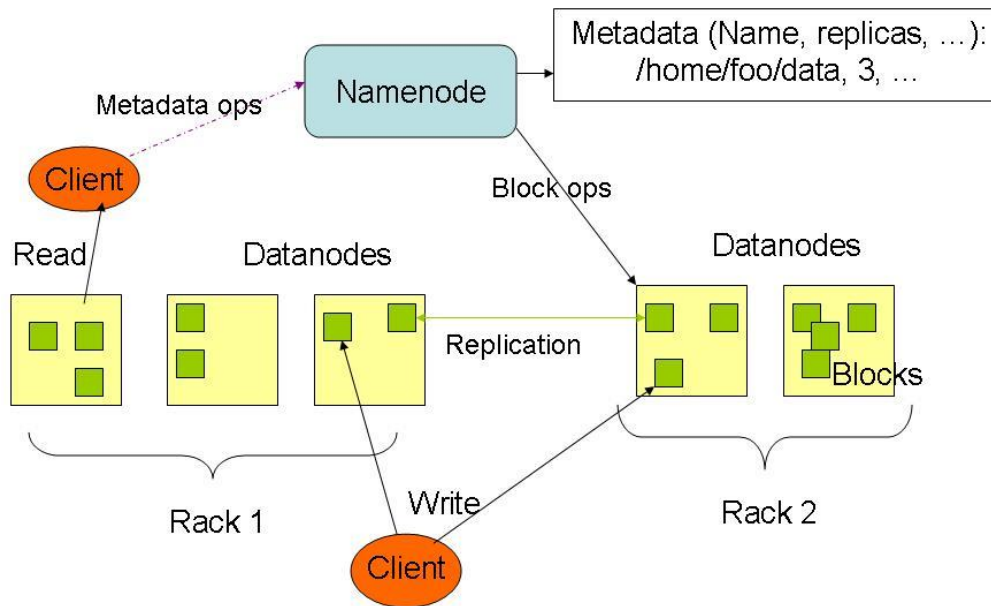 Metadata (Name, replicas, …):
/home/foo/data, 3, …
Namenode
Metadata ops
Client
Block ops
Read
Datanodes
Datanodes
Replication
Blocks
Rack 1
Write
Rack 2
Client